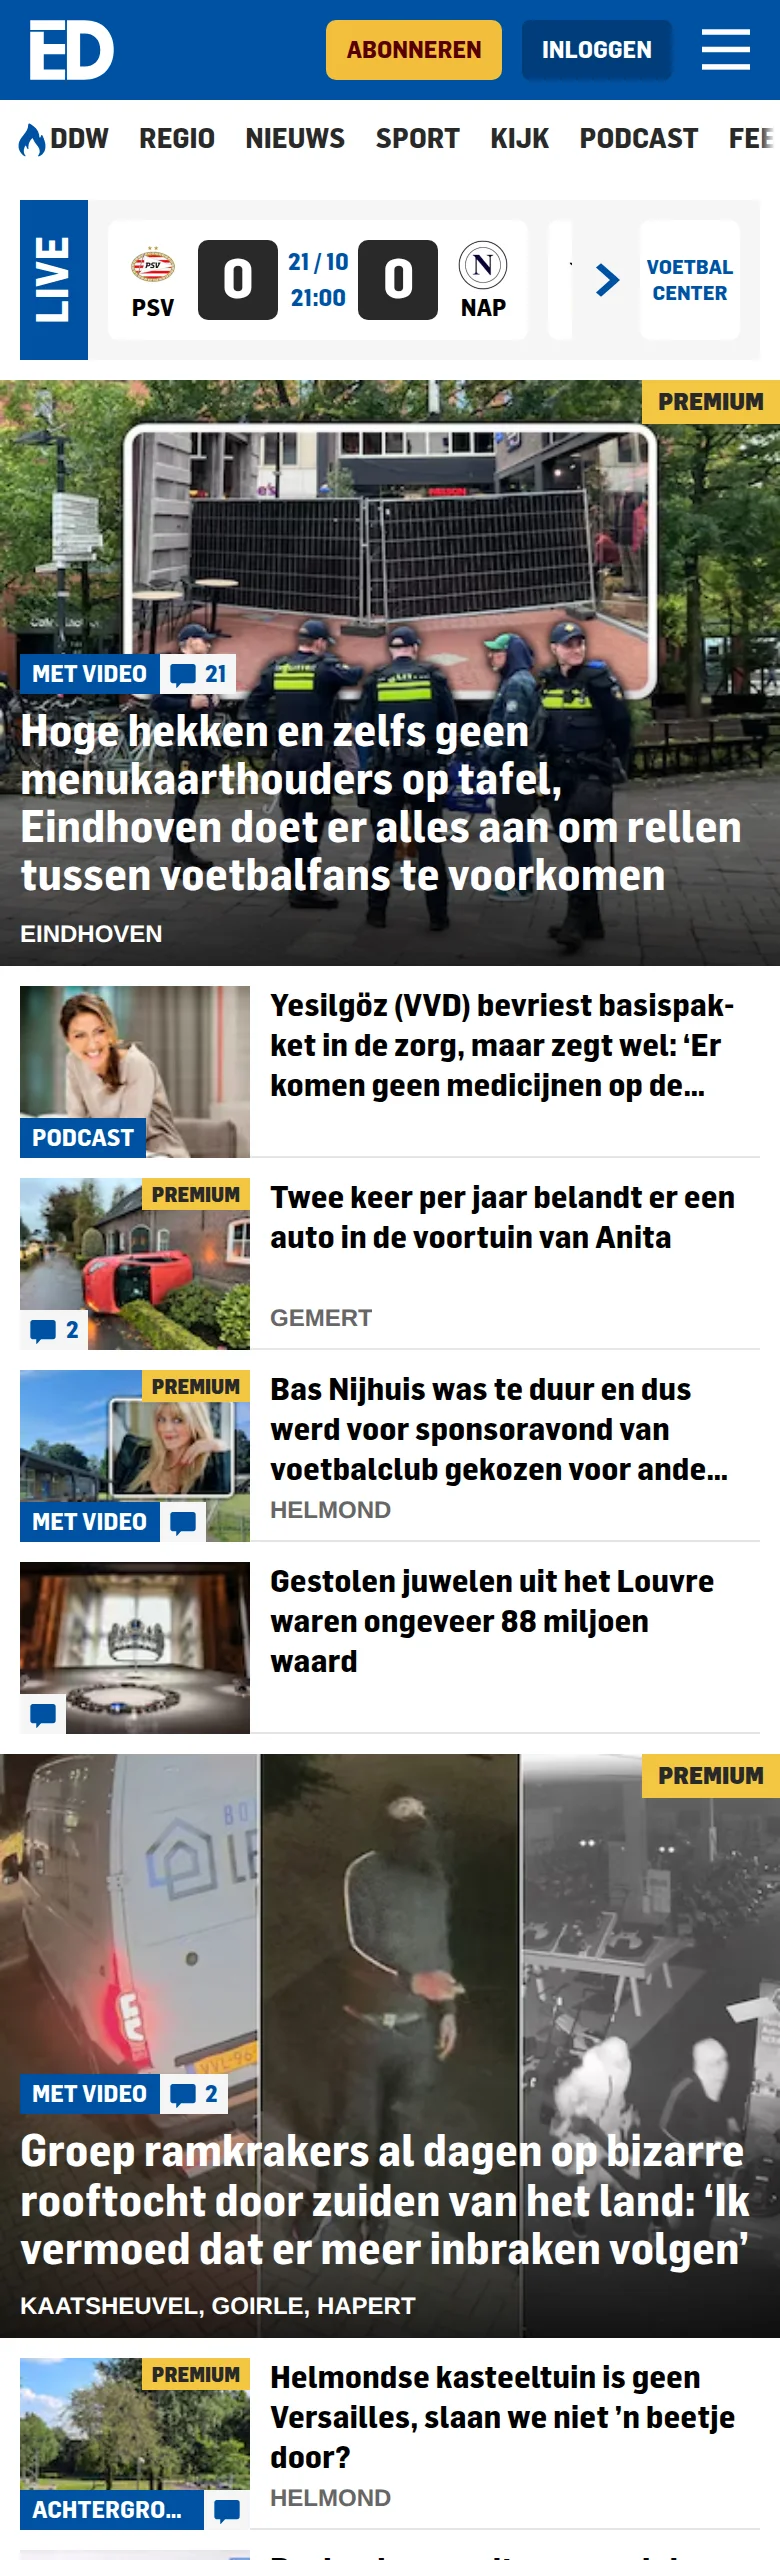 ED
ABONNEREN
INLOGGEN
DDW REGIO NIEUWS SPORT KIJK PODCAST FEE
LIVE
PSV
0
21 / 10
21:00
0
N
PSV
NAP
VOETBAL
CENTER
PREMIUM
MET VIDEO 21
Hoge hekken en zelfs geen
menukaarthouders op tafel,
Eindhoven doet er alles aan om rellen
tussen voetbalfans te voorkomen
EINDHOVEN
PODCAST
Yesilgöz (VVD) bevriest basispak-
ket in de zorg, maar zegt wel: ‘Er
komen geen medicijnen op de...
PREMIUM
2
Twee keer per jaar belandt er een
auto in de voortuin van Anita
GEMERT
PREMIUM
MET VIDEO
Bas Nijhuis was te duur en dus
werd voor sponsoravond van
voetbalclub gekozen voor ande...
HELMOND
Gestolen juwelen uit het Louvre
waren ongeveer 88 miljoen
waard
PREMIUM
MET VIDEO 2
Groep ramkrakers al dagen op bizarre
rooftocht door zuiden van het land: ‘Ik
vermoed dat er meer inbraken volgen’
KAATSHEUVEL, GOIRLE, HAPERT
PREMIUM
ACHTERGRO...
Helmondse kasteeltuin is geen
Versailles, slaan we niet ’n beetje
door?
HELMOND